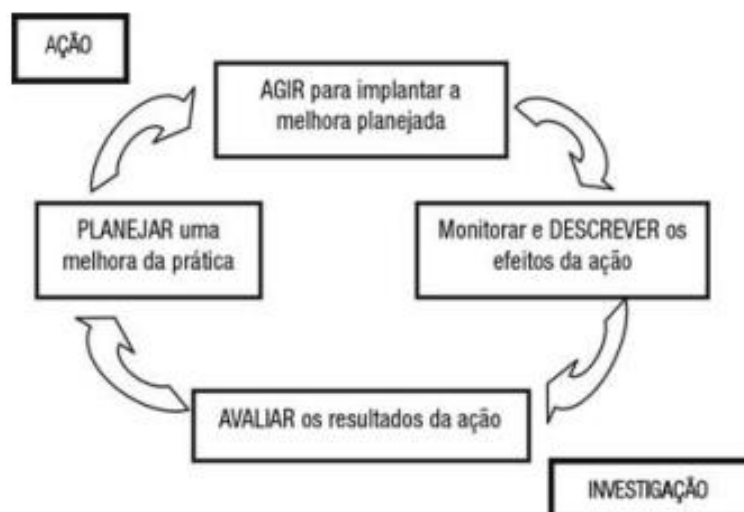 AÇÃO
AGIR para implantar a
melhora planejada
PLANEJAR uma
melhora da prática
Monitorar e DESCREVER os
efeitos da ação
AVALIAR os resultados da ação
INVESTIGAÇÃO